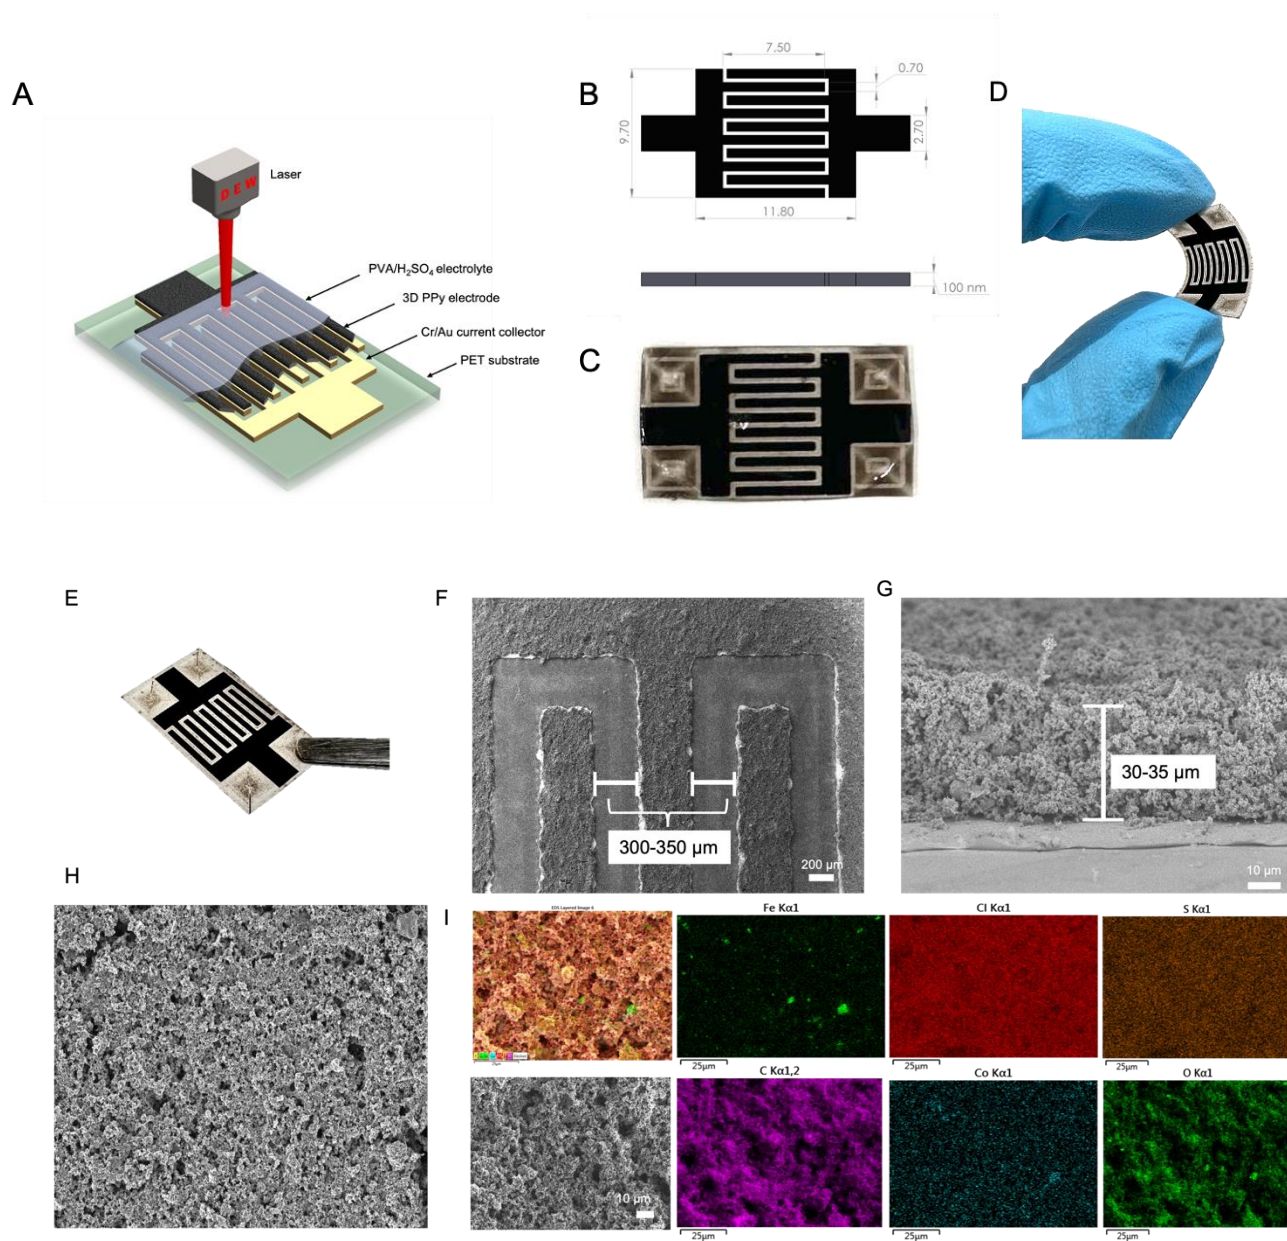 A
DEW
Laser
PVA/H₂SO₄ electrolyte
3D PPy electrode
Cr/Au current collector
PET substrate
B
7.50
0.70
9.70
2.70
11.80
100 nm
C
D
E
F
300-350 µm
200 µm
G
30-35 µm
10 µm
H
I
EDS Layered Image 6
25µm
Fe Kα1
25µm
Cl Kα1
25µm
S Kα1
25µm
10 µm
C Kα1,2
25µm
Co Kα1
25µm
O Kα1
25µm